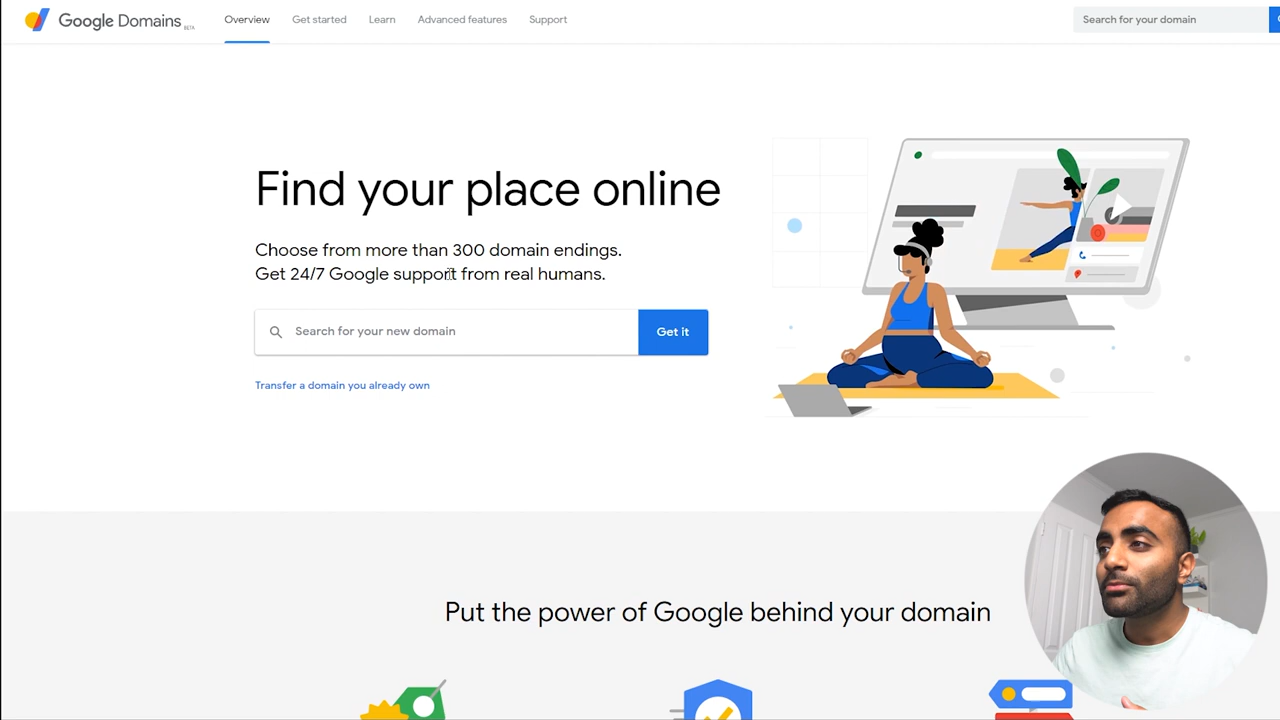 Google Domains BETA
Overview
Get started
Learn
Advanced features
Support
Search for your domain
Find your place online
Choose from more than 300 domain endings.
Get 24/7 Google support from real humans.
Search for your new domain
Get it
Transfer a domain you already own
Put the power of Google behind your domain